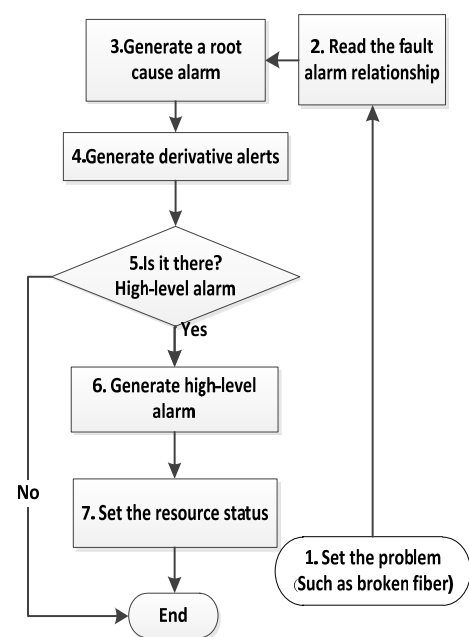 3.Generate a root
cause alarm
2. Read the fault
alarm relationship
4.Generate derivative alerts
5.Is it there?
High-level alarm
Yes
6. Generate high-level
alarm
No
7. Set the resource status
1. Set the problem
(Such as broken fiber)
End